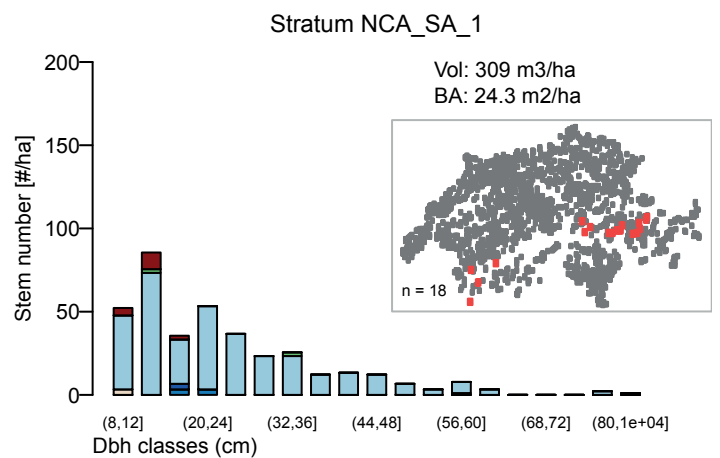 Stratum NCA_SA_1
Vol: 309 m3/ha
BA: 24.3 m2/ha
n = 18
Stem number [#/ha]
200
150
100
50
0
(8,12] (20,24] (32,36] (44,48] (56,60] (68,72] (80,1e+04]
Dbh classes (cm)